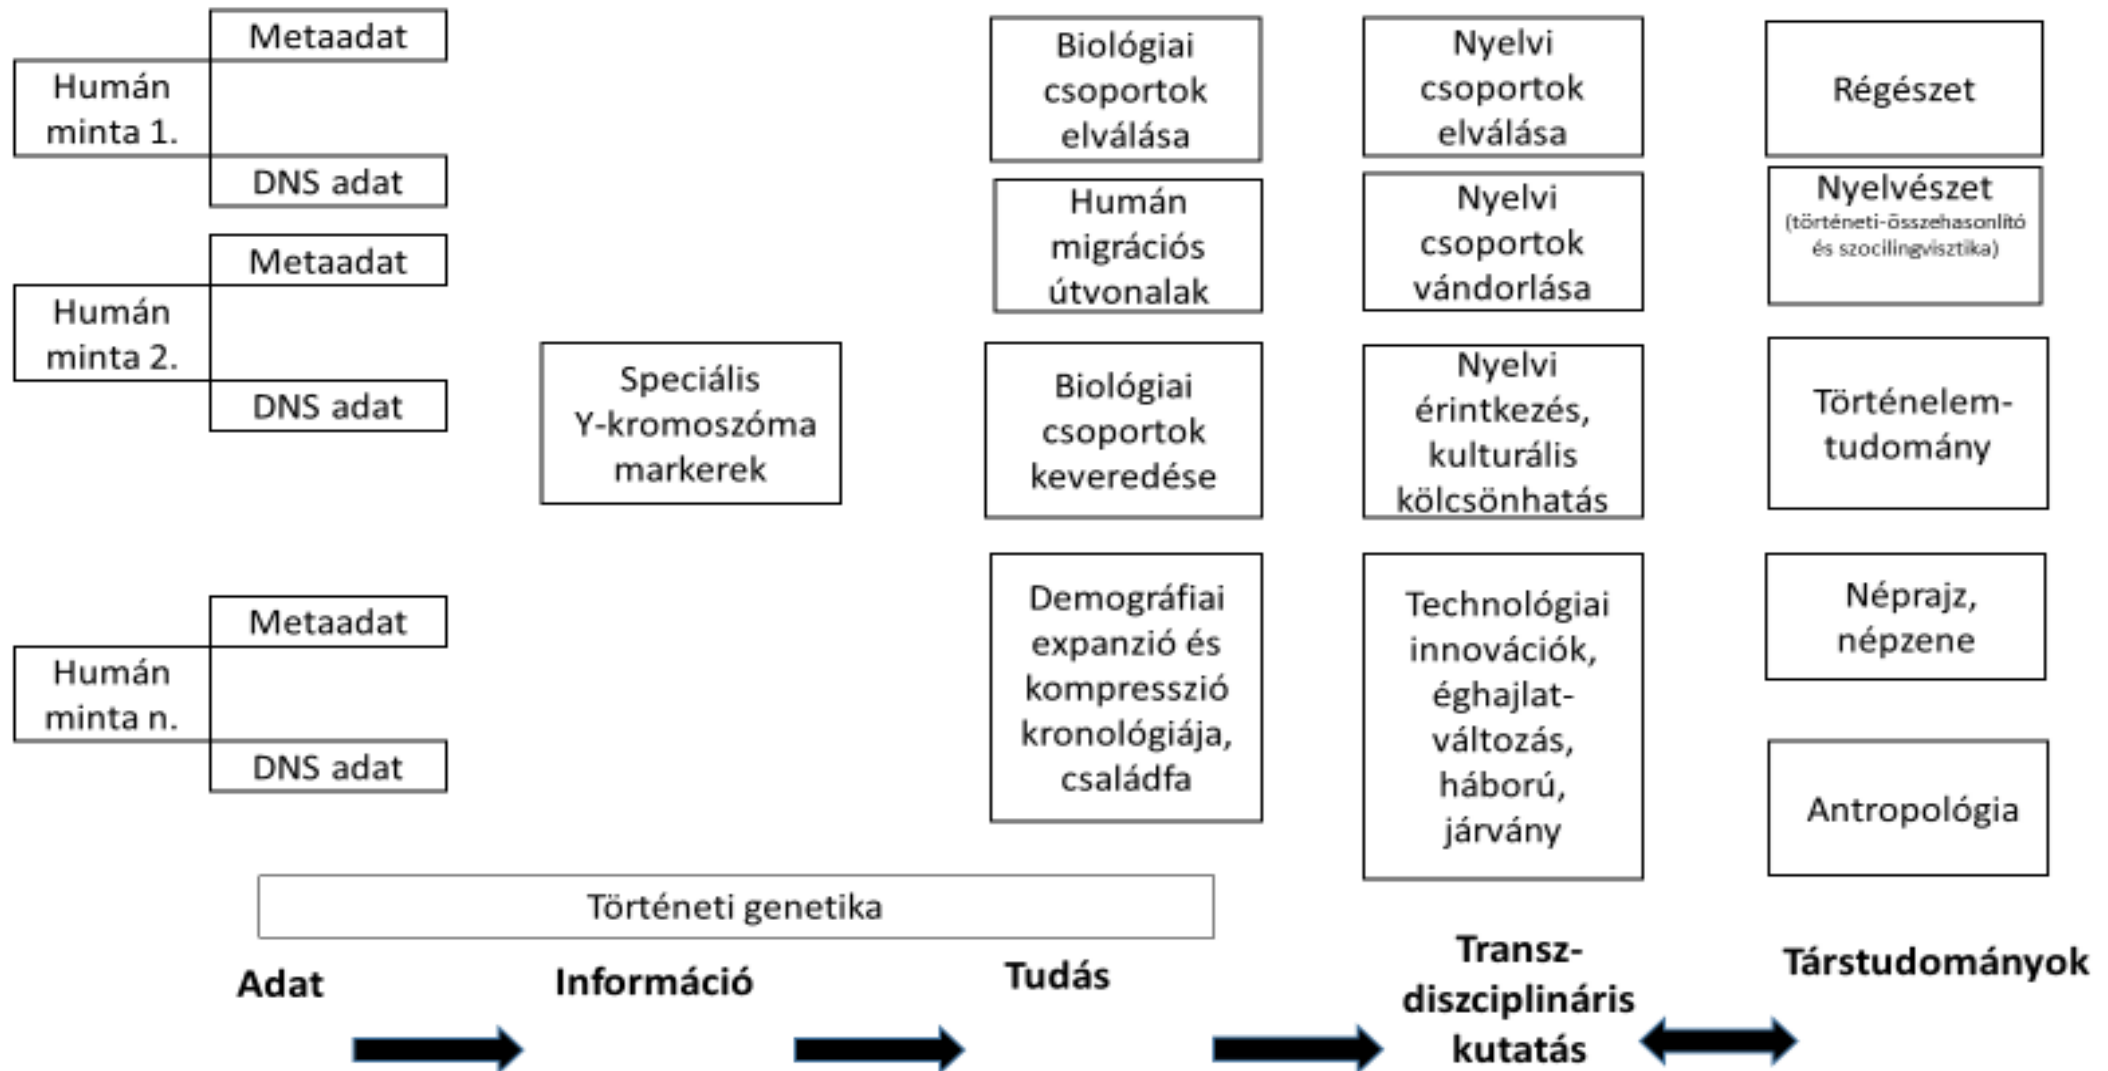 Metaadat
Humán
minta 1.
DNS adat
Metaadat
Humán
minta 2.
DNS adat
Metaadat
Humán
minta n.
DNS adat
Speciális
Y-kromoszóma
markerek
Biológiai
csoportok
elválása
Humán
migrációs
útvonalak
Biológiai
csoportok
keveredése
Demográfiai
expanzió és
kompresszió
kronológiája,
családfa
Nyelvi
csoportok
elválása
Nyelvi
csoportok
vándorlása
Nyelvi
érintkezés,
kulturális
kölcsönhatás
Technológiai
innovációk,
éghajlat-
változás,
háború,
járvány
Régészet
Nyelvészet
(történeti-összehasonlító
és szocilingvisztika)
Történelem-
tudomány
Néprajz,
népzene
Antropológia
Történeti genetika
Adat
Információ
Tudás
Transz-
diszciplináris
kutatás
Társtudományok